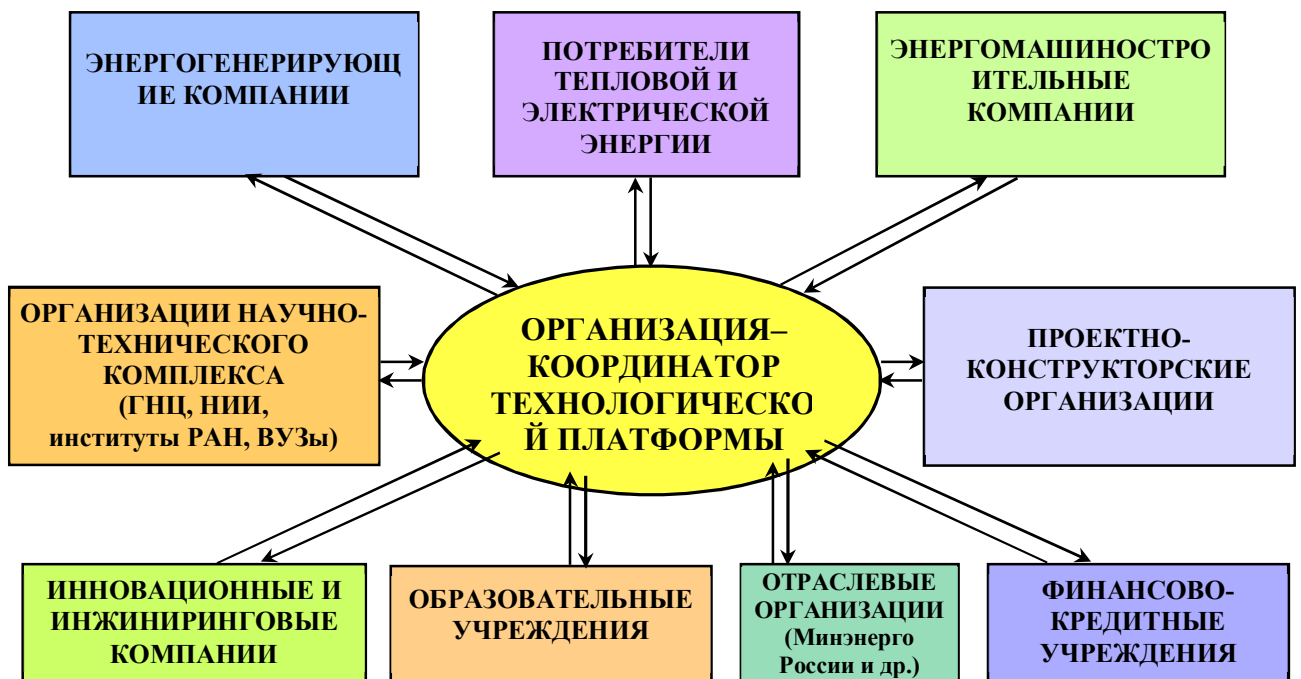 ЭНЕРГОГЕНЕРИРУЮЩ
ИЕ КОМПАНИИ
ПОТРЕБИТЕЛИ
ТЕПЛОВОЙ И
ЭЛЕКТРИЧЕСКОЙ
ЭНЕРГИИ
ЭНЕРГОМАШИНОСТРО
ИТЕЛЬНЫЕ
КОМПАНИИ
ОРГАНИЗАЦИИ НАУЧНО-
ТЕХНИЧЕСКОГО
КОМПЛЕКСА
(ГНЦ, НИИ,
институты РАН, ВУЗы)
ОРГАНИЗАЦИЯ–
КООРДИНАТОР
ТЕХНОЛОГИЧЕСКО
Й ПЛАТФОРМЫ
ПРОЕКТНО-
КОНСТРУКТОРСКИЕ
ОРГАНИЗАЦИИ
ИННОВАЦИОННЫЕ И
ИНЖИНИРИНГОВЫЕ
КОМПАНИИ
ОБРАЗОВАТЕЛЬНЫЕ
УЧРЕЖДЕНИЯ
ОТРАСЛЕВЫЕ
ОРГАНИЗАЦИИ
(Минэнерго
России и др.)
ФИНАНСОВО-
КРЕДИТНЫЕ
УЧРЕЖДЕНИЯ